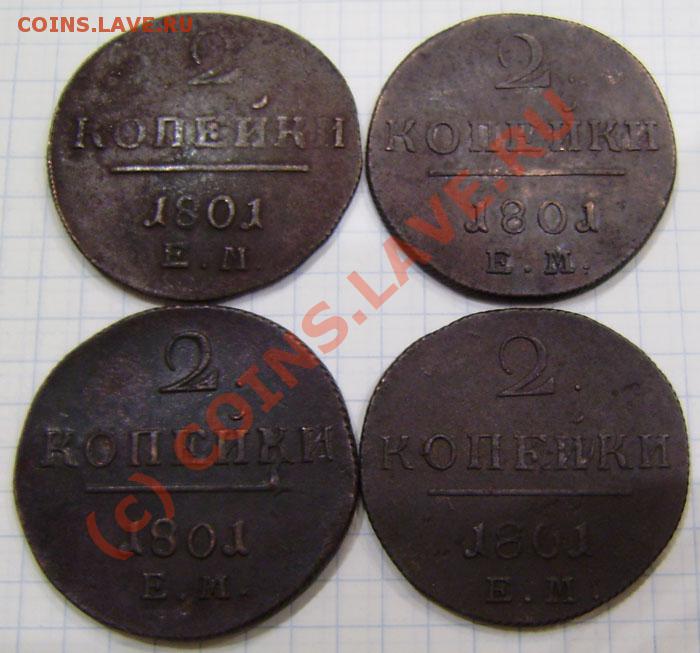 COINS.LAVE.RU
2
КОПЕЙКИ
1801
Е.М.
2.
КОПЕЙКИ
1801
Е.М.
2.
КОПЕЙКИ
1801
Е.М.
2.
КОПЕЙКИ
1801
Е.М.
(c) COINS.LAVE.RU